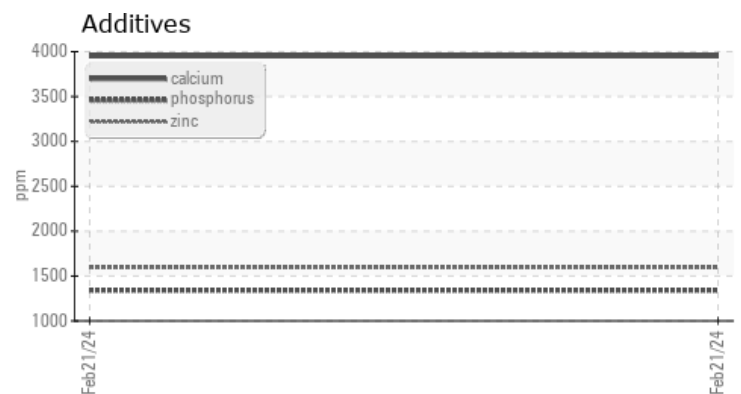 Additives
4000
3500
3000
2500
2000
1500
1000
ppm
calcium
phosphorus
zinc
Feb21/24
Feb21/24